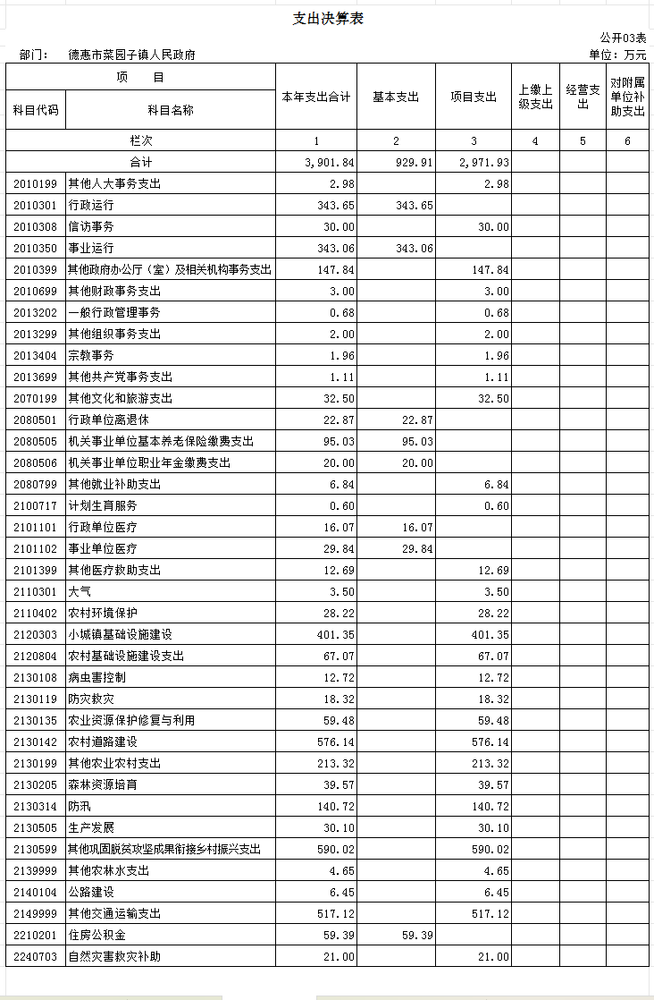 支出决算表
公开03表
部门： 德惠市菜园子镇人民政府 单位：万元
项 目 本年支出合计 基本支出 项目支出 上缴上级支出 经营支出 对附属单位补助支出
科目代码 科目名称
栏次 1 2 3 4 5 6
合计 3,901.84 929.91 2,971.93
2010199 其他人大事务支出 2.98 2.98
2010301 行政运行 343.65 343.65
2010308 信访事务 30.00 30.00
2010350 事业运行 343.06 343.06
2010399 其他政府办公厅（室）及相关机构事务支出 147.84 147.84
2010699 其他财政事务支出 3.00 3.00
2013202 一般行政管理事务 0.68 0.68
2013299 其他组织事务支出 2.00 2.00
2013404 宗教事务 1.96 1.96
2013699 其他共产党事务支出 1.11 1.11
2070199 其他文化和旅游支出 32.50 32.50
2080501 行政单位离退休 22.87 22.87
2080505 机关事业单位基本养老保险缴费支出 95.03 95.03
2080506 机关事业单位职业年金缴费支出 20.00 20.00
2080799 其他就业补助支出 6.84 6.84
2100717 计划生育服务 0.60 0.60
2101101 行政单位医疗 16.07 16.07
2101102 事业单位医疗 29.84 29.84
2101399 其他医疗救助支出 12.69 12.69
2110301 大气 3.50 3.50
2110402 农村环境保护 28.22 28.22
2120303 小城镇基础设施建设 401.35 401.35
2120804 农村基础设施建设支出 67.07 67.07
2130108 病虫害控制 12.72 12.72
2130119 防灾救灾 18.32 18.32
2130135 农业资源保护修复与利用 59.48 59.48
2130142 农村道路建设 576.14 576.14
2130199 其他农业农村支出 213.32 213.32
2130205 森林资源培育 39.57 39.57
2130314 防汛 140.72 140.72
2130505 生产发展 30.10 30.10
2130599 其他巩固脱贫攻坚成果衔接乡村振兴支出 590.02 590.02
2139999 其他农林水支出 4.65 4.65
2140104 公路建设 6.45 6.45
2149999 其他交通运输支出 517.12 517.12
2210201 住房公积金 59.39 59.39
2240703 自然灾害救灾补助 21.00 21.00